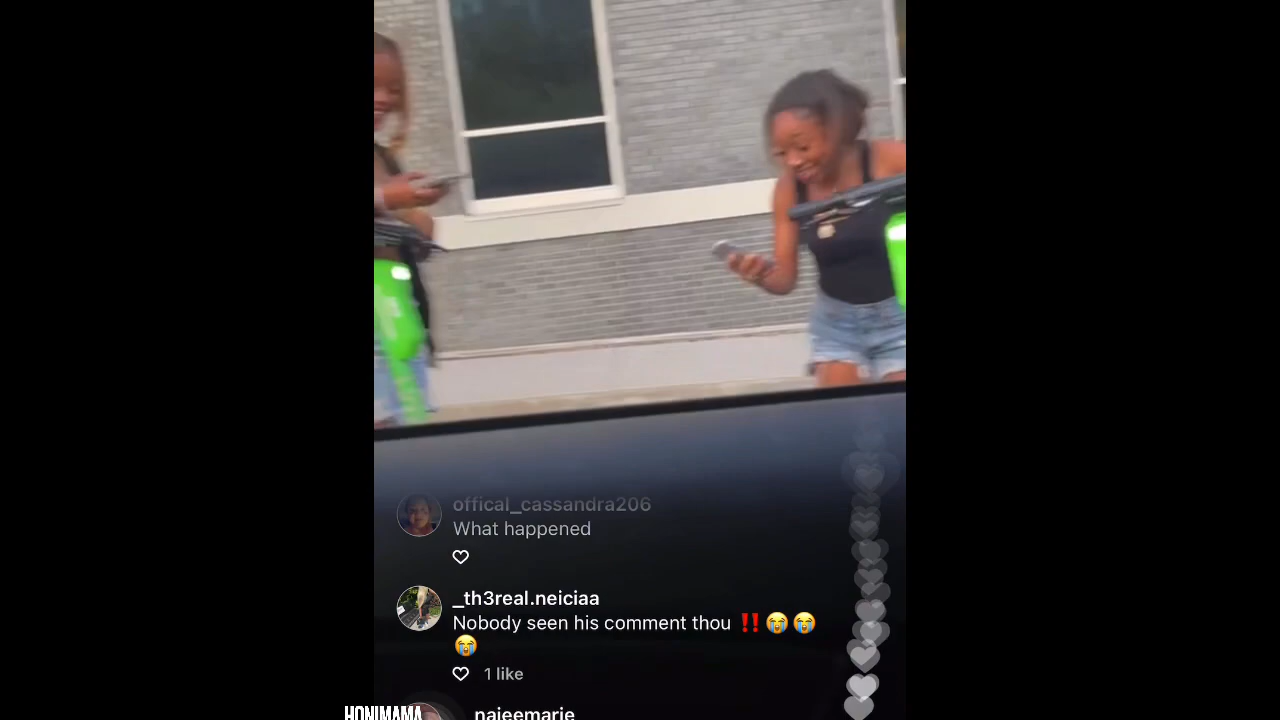 offical_cassandra206
What happened
_th3real.neiciaa
Nobody seen his comment thou ‼️😭😭
😭
1 like
HONIMAMA
najeemarie